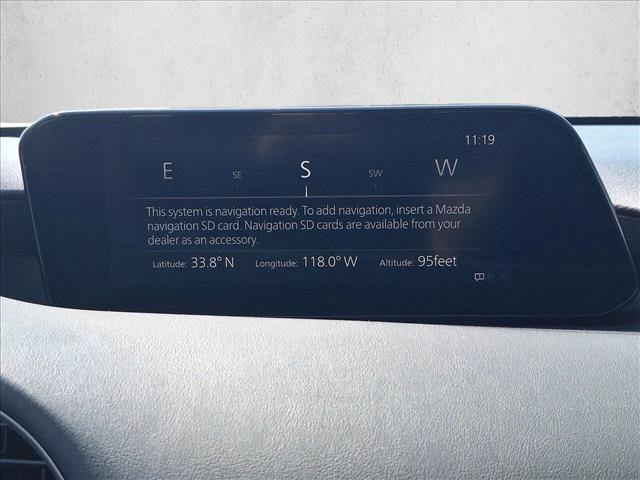 11:19
E SE S SW W
This system is navigation ready. To add navigation, insert a Mazda
navigation SD card. Navigation SD cards are available from your
dealer as an accessory.
Latitude: 33.8° N Longitude: 118.0° W Altitude: 95feet